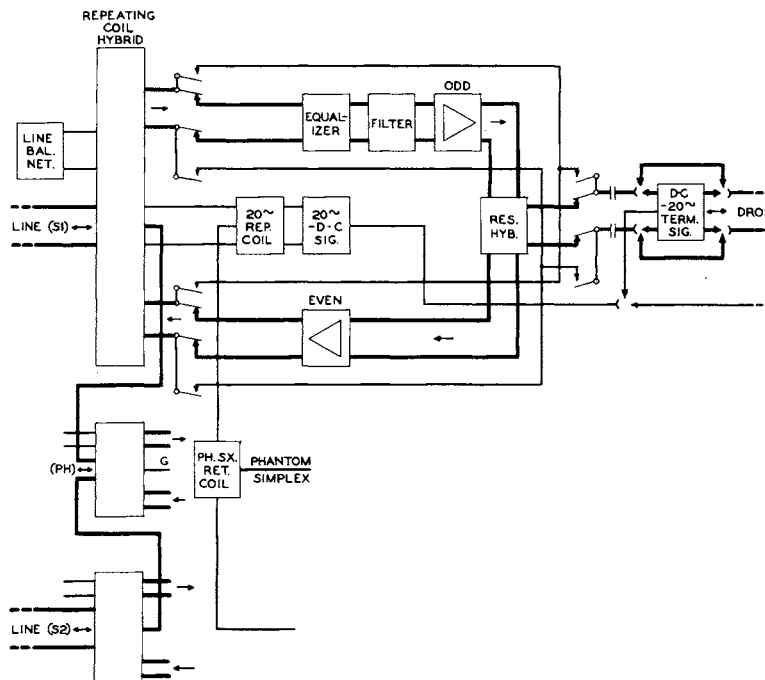 REPEATING
COIL
HYBRID
ODD
EQUAL-
IZER
FILTER
LINE
BAL.
NET.
DC
-20~
TERM.
SIG.
DRO
20~
REP.
COIL
20~
-D-C
SIG.
RES.
HYB.
LINE (S1)
EVEN
(PH)
G
PH. SX.
RET.
COIL
PHANTOM
SIMPLEX
LINE (S2)